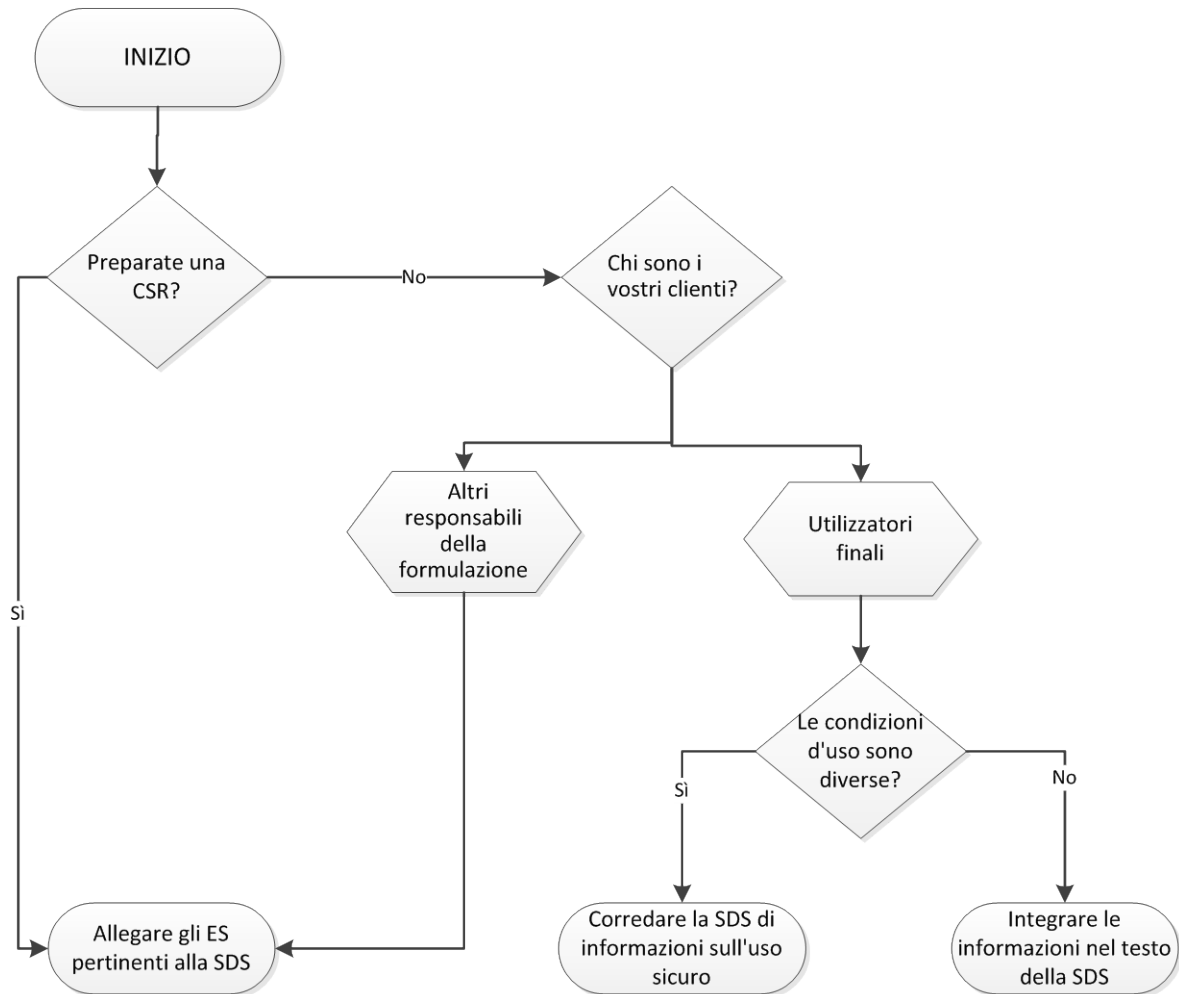 INIZIO
Preparate una
CSR?
No
Chi sono i
vostri clienti?
Altri
responsabili
della
formulazione
Utilizzatori
finali
Sì
Le condizioni
d'uso sono
diverse?
Sì
No
Allegare gli ES
pertinenti alla SDS
Corredare la SDS di
informazioni sull'uso
sicuro
Integrare le
informazioni nel testo
della SDS